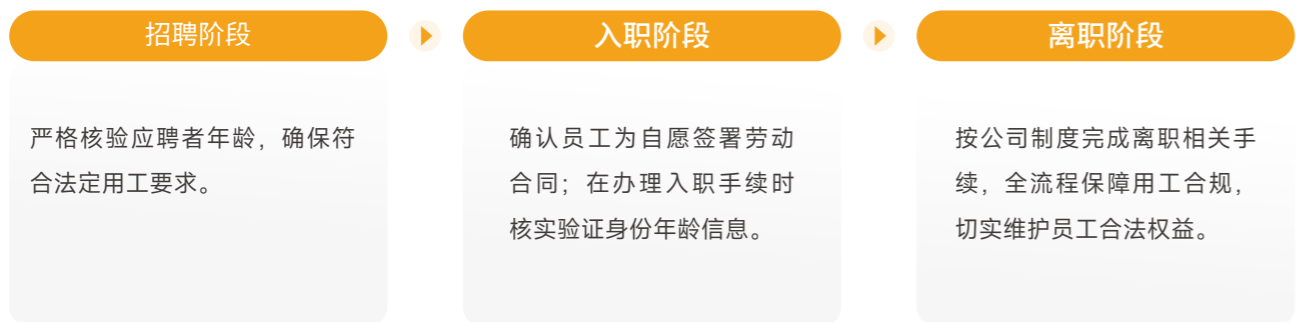 招聘阶段
严格核验应聘者年龄，确保符
合法定用工要求。
入职阶段
确认员工为自愿签署劳动
合同；在办理入职手续时
核实验证身份年龄信息。
离职阶段
按公司制度完成离职相关手
续，全流程保障用工合规，
切实维护员工合法权益。